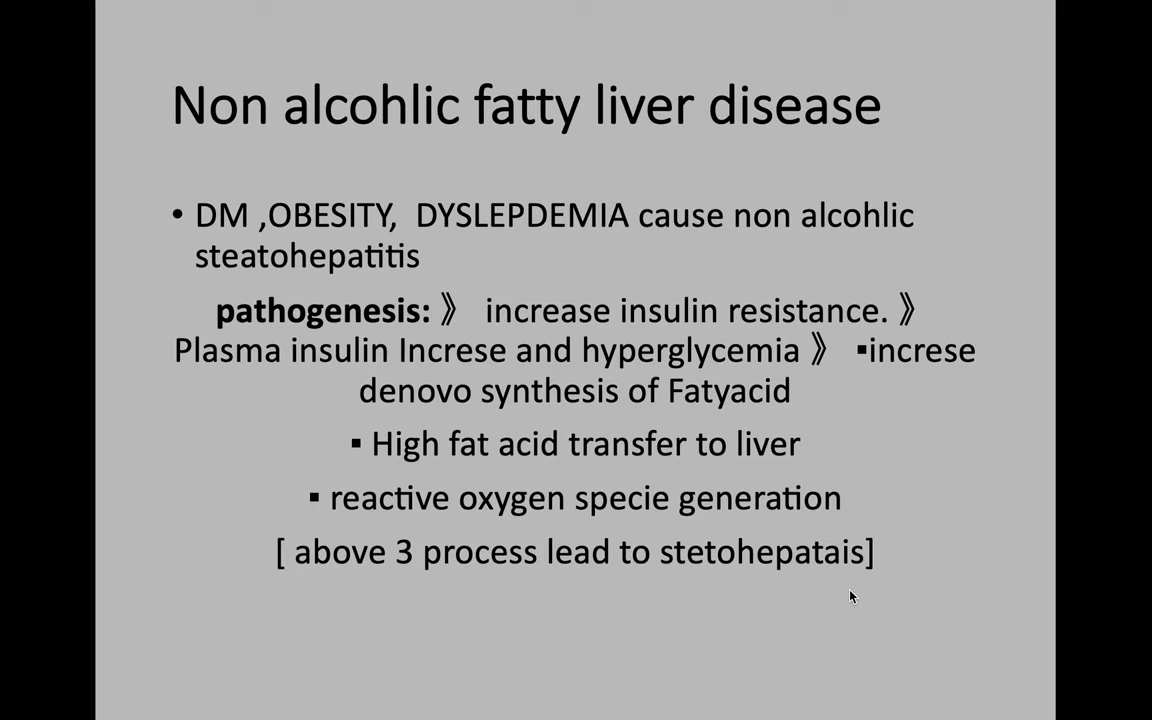 Non alcohlic fatty liver disease
• DM ,OBESITY, DYSLEPDEMIA cause non alcohlic
steatohepatitis
pathogenesis: 》 increase insulin resistance. 》
Plasma insulin Increse and hyperglycemia 》 ▪increse
denovo synthesis of Fatyacid
▪ High fat acid transfer to liver
▪ reactive oxygen specie generation
[ above 3 process lead to stetohepatais]